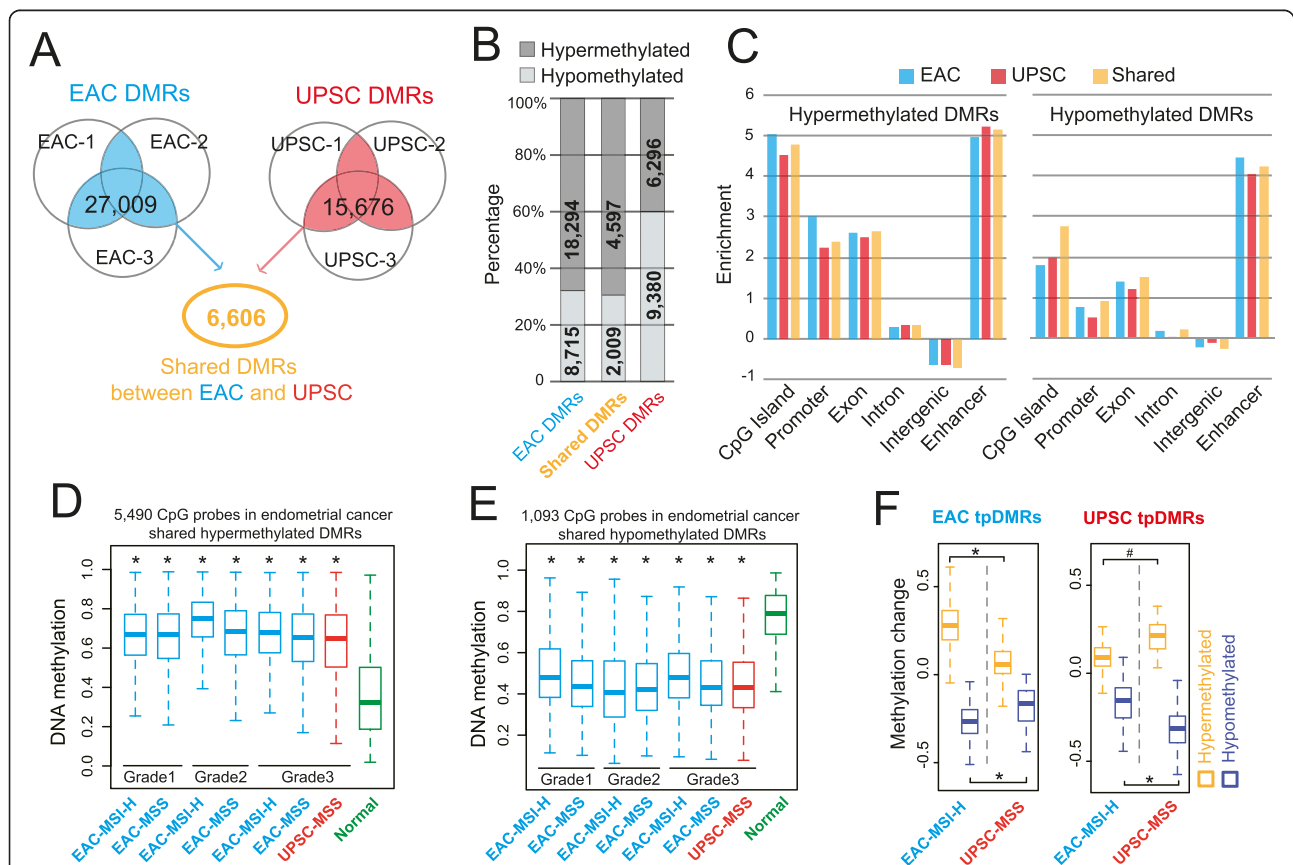 A
EAC DMRs
UPSC DMRs
EAC-1
EAC-2
UPSC-1
UPSC-2
27,009
15,676
EAC-3
UPSC-3
6,606
Shared DMRs
between EAC and UPSC
B
Hypermethylated
Hypomethylated
Percentage
100%
80%
60%
40%
20%
0
18,294
8,715
4,597
2,009
6,296
9,380
EAC DMRs
Shared DMRs
UPSC DMRs
C
EAC
UPSC
Shared
Enrichment
6
5
4
3
2
1
0
-1
Hypermethylated DMRs
Hypomethylated DMRs
CpG Island
Promoter
Exon
Intron
Intergenic
Enhancer
CpG Island
Promoter
Exon
Intron
Intergenic
Enhancer
D
5,490 CpG probes in endometrial cancer
shared hypermethylated DMRs
DNA methylation
1.0
0.8
0.6
0.4
0.2
0.0
* * * * * * *
Grade1
Grade2
Grade3
EAC-MSI-H
EAC-MSS
EAC-MSI-H
EAC-MSS
EAC-MSI-H
EAC-MSS
UPSC-MSS
Normal
E
1,093 CpG probes in endometrial cancer
shared hypomethylated DMRs
DNA methylation
1.0
0.8
0.6
0.4
0.2
0.0
* * * * * * *
Grade1
Grade2
Grade3
EAC-MSI-H
EAC-MSS
EAC-MSI-H
EAC-MSS
EAC-MSI-H
EAC-MSS
UPSC-MSS
Normal
F
EAC tpDMRs
UPSC tpDMRs
Methylation change
0.5
0.0
-0.5
*
*
0.5
0.0
-0.5
#
*
EAC-MSI-H
UPSC-MSS
EAC-MSI-H
UPSC-MSS
Hypermethylated
Hypomethylated